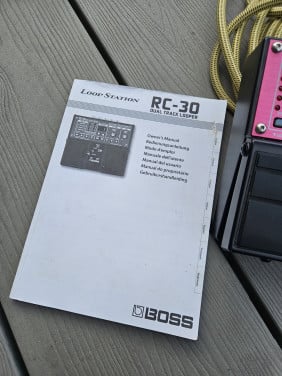 LOOP STATION
RC-30
DUAL TRACK LOOPER
Owner's Manual
Bedienungsanleitung
Mode d'emploi
Manuale dell'utente
Manual del usuario
Manual do proprietário
Gebruikershandleiding
BOSS